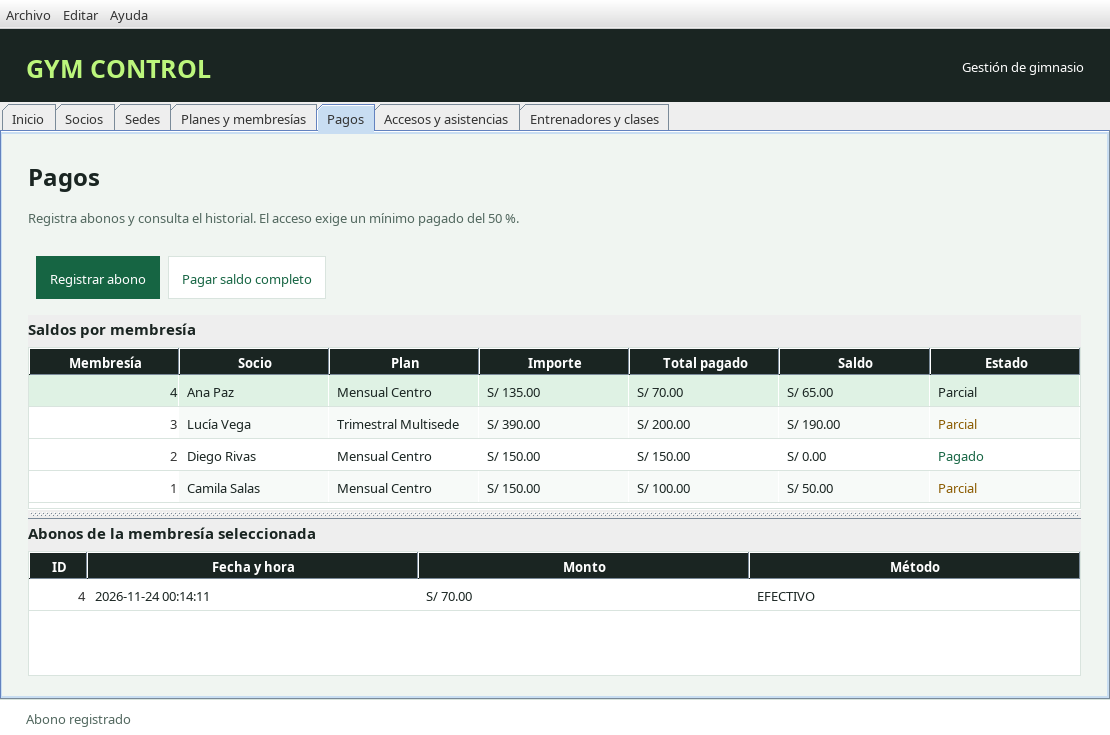 Archivo Editar Ayuda
GYM CONTROL
Gestión de gimnasio
Inicio Socios Sedes Planes y membresías Pagos Accesos y asistencias Entrenadores y clases
Pagos
Registra abonos y consulta el historial. El acceso exige un mínimo pagado del 50 %.
Registrar abono Pagar saldo completo
Saldos por membresía
Membresía Socio Plan Importe Total pagado Saldo Estado
4 Ana Paz Mensual Centro S/ 135.00 S/ 70.00 S/ 65.00 Parcial
3 Lucía Vega Trimestral Multisede S/ 390.00 S/ 200.00 S/ 190.00 Parcial
2 Diego Rivas Mensual Centro S/ 150.00 S/ 150.00 S/ 0.00 Pagado
1 Camila Salas Mensual Centro S/ 150.00 S/ 100.00 S/ 50.00 Parcial
Abonos de la membresía seleccionada
ID Fecha y hora Monto Método
4 2026-11-24 00:14:11 S/ 70.00 EFECTIVO
Abono registrado